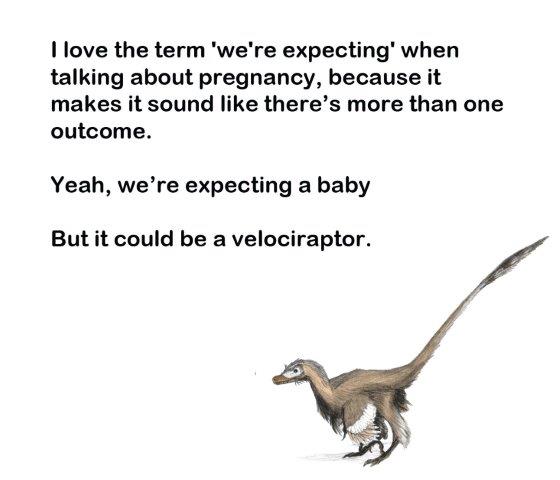 I love the term 'we're expecting' when
talking about pregnancy, because it
makes it sound like there’s more than one
outcome.
Yeah, we’re expecting a baby
But it could be a velociraptor.